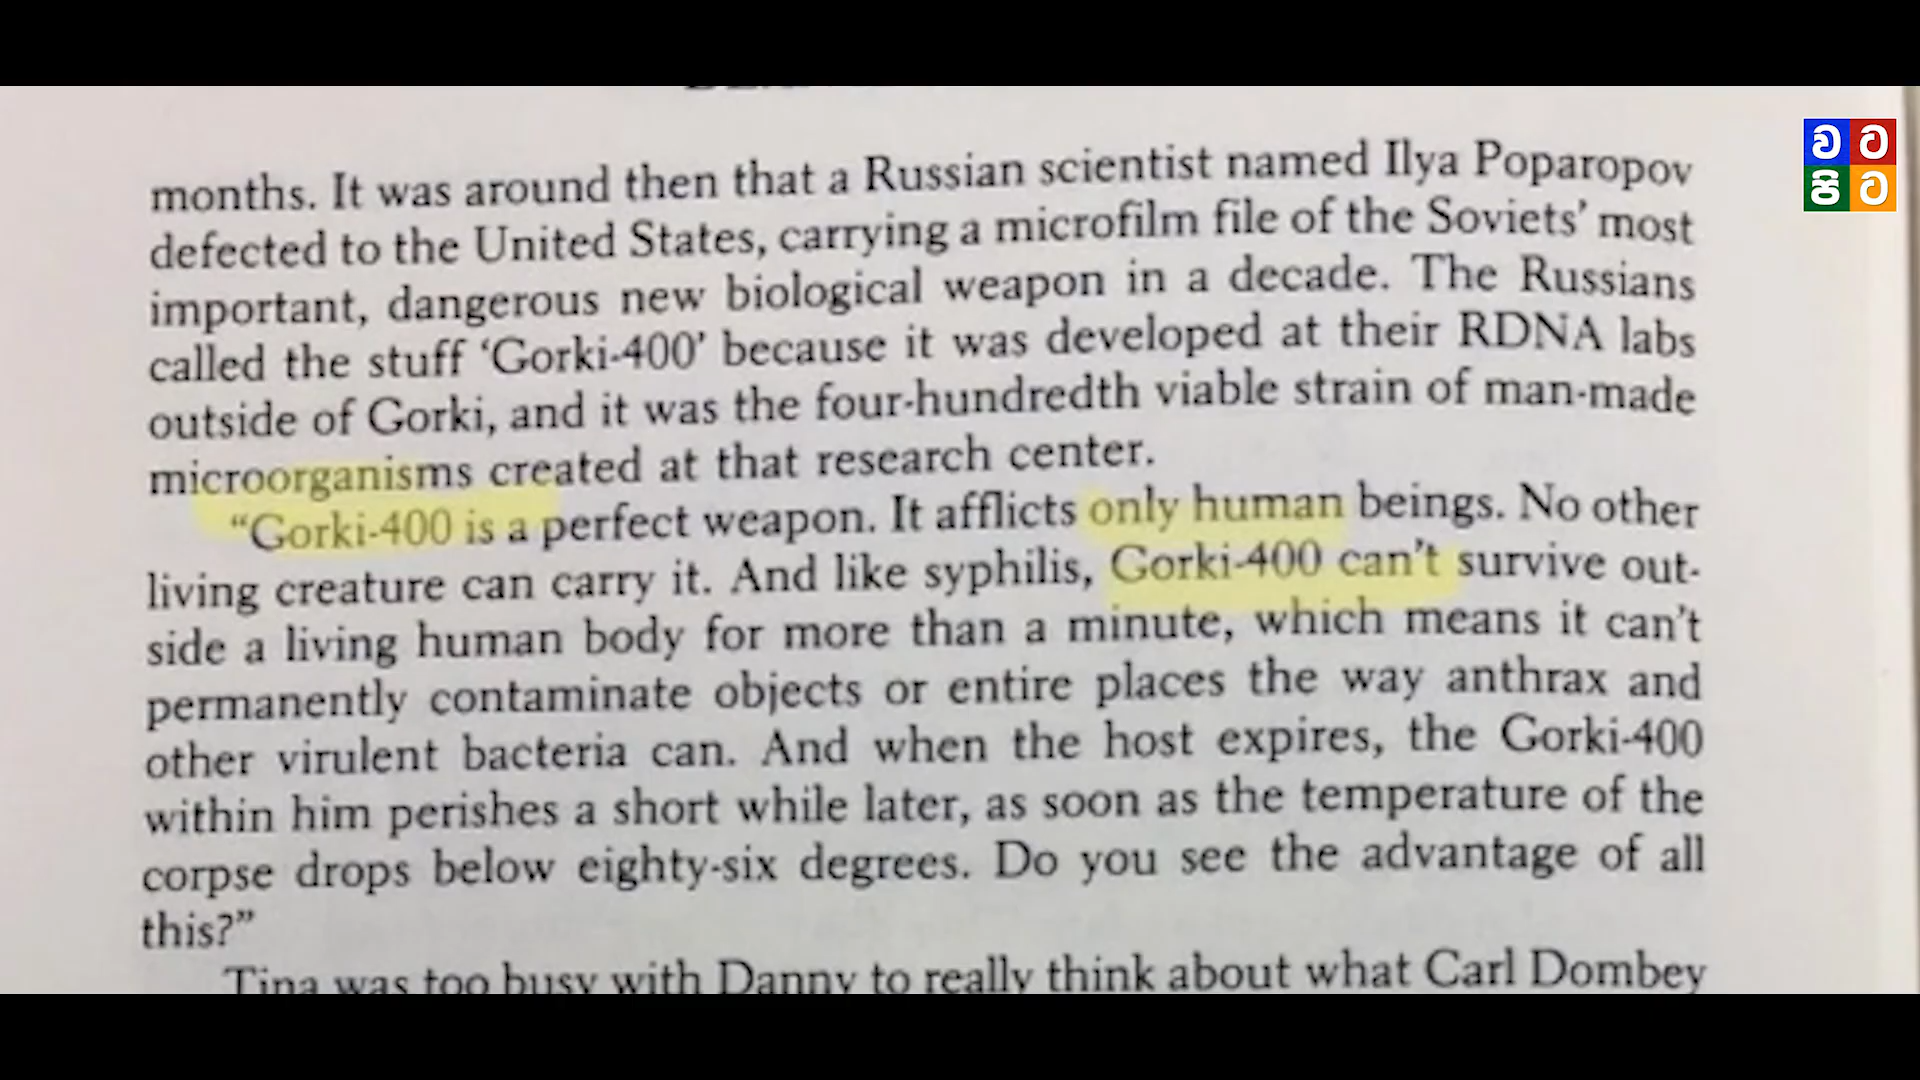 months. It was around then that a Russian scientist named Ilya Poparopov
defected to the United States, carrying a microfilm file of the Soviets’ most
important, dangerous new biological weapon in a decade. The Russians
called the stuff ‘Gorki-400’ because it was developed at their RDNA labs
outside of Gorki, and it was the four-hundredth viable strain of man-made
microorganisms created at that research center.
“Gorki-400 is a perfect weapon. It afflicts only human beings. No other
living creature can carry it. And like syphilis, Gorki-400 can’t survive out-
side a living human body for more than a minute, which means it can’t
permanently contaminate objects or entire places the way anthrax and
other virulent bacteria can. And when the host expires, the Gorki-400
within him perishes a short while later, as soon as the temperature of the
corpse drops below eighty-six degrees. Do you see the advantage of all
this?”
Tina was too busy with Danny to really think about what Carl Dombey